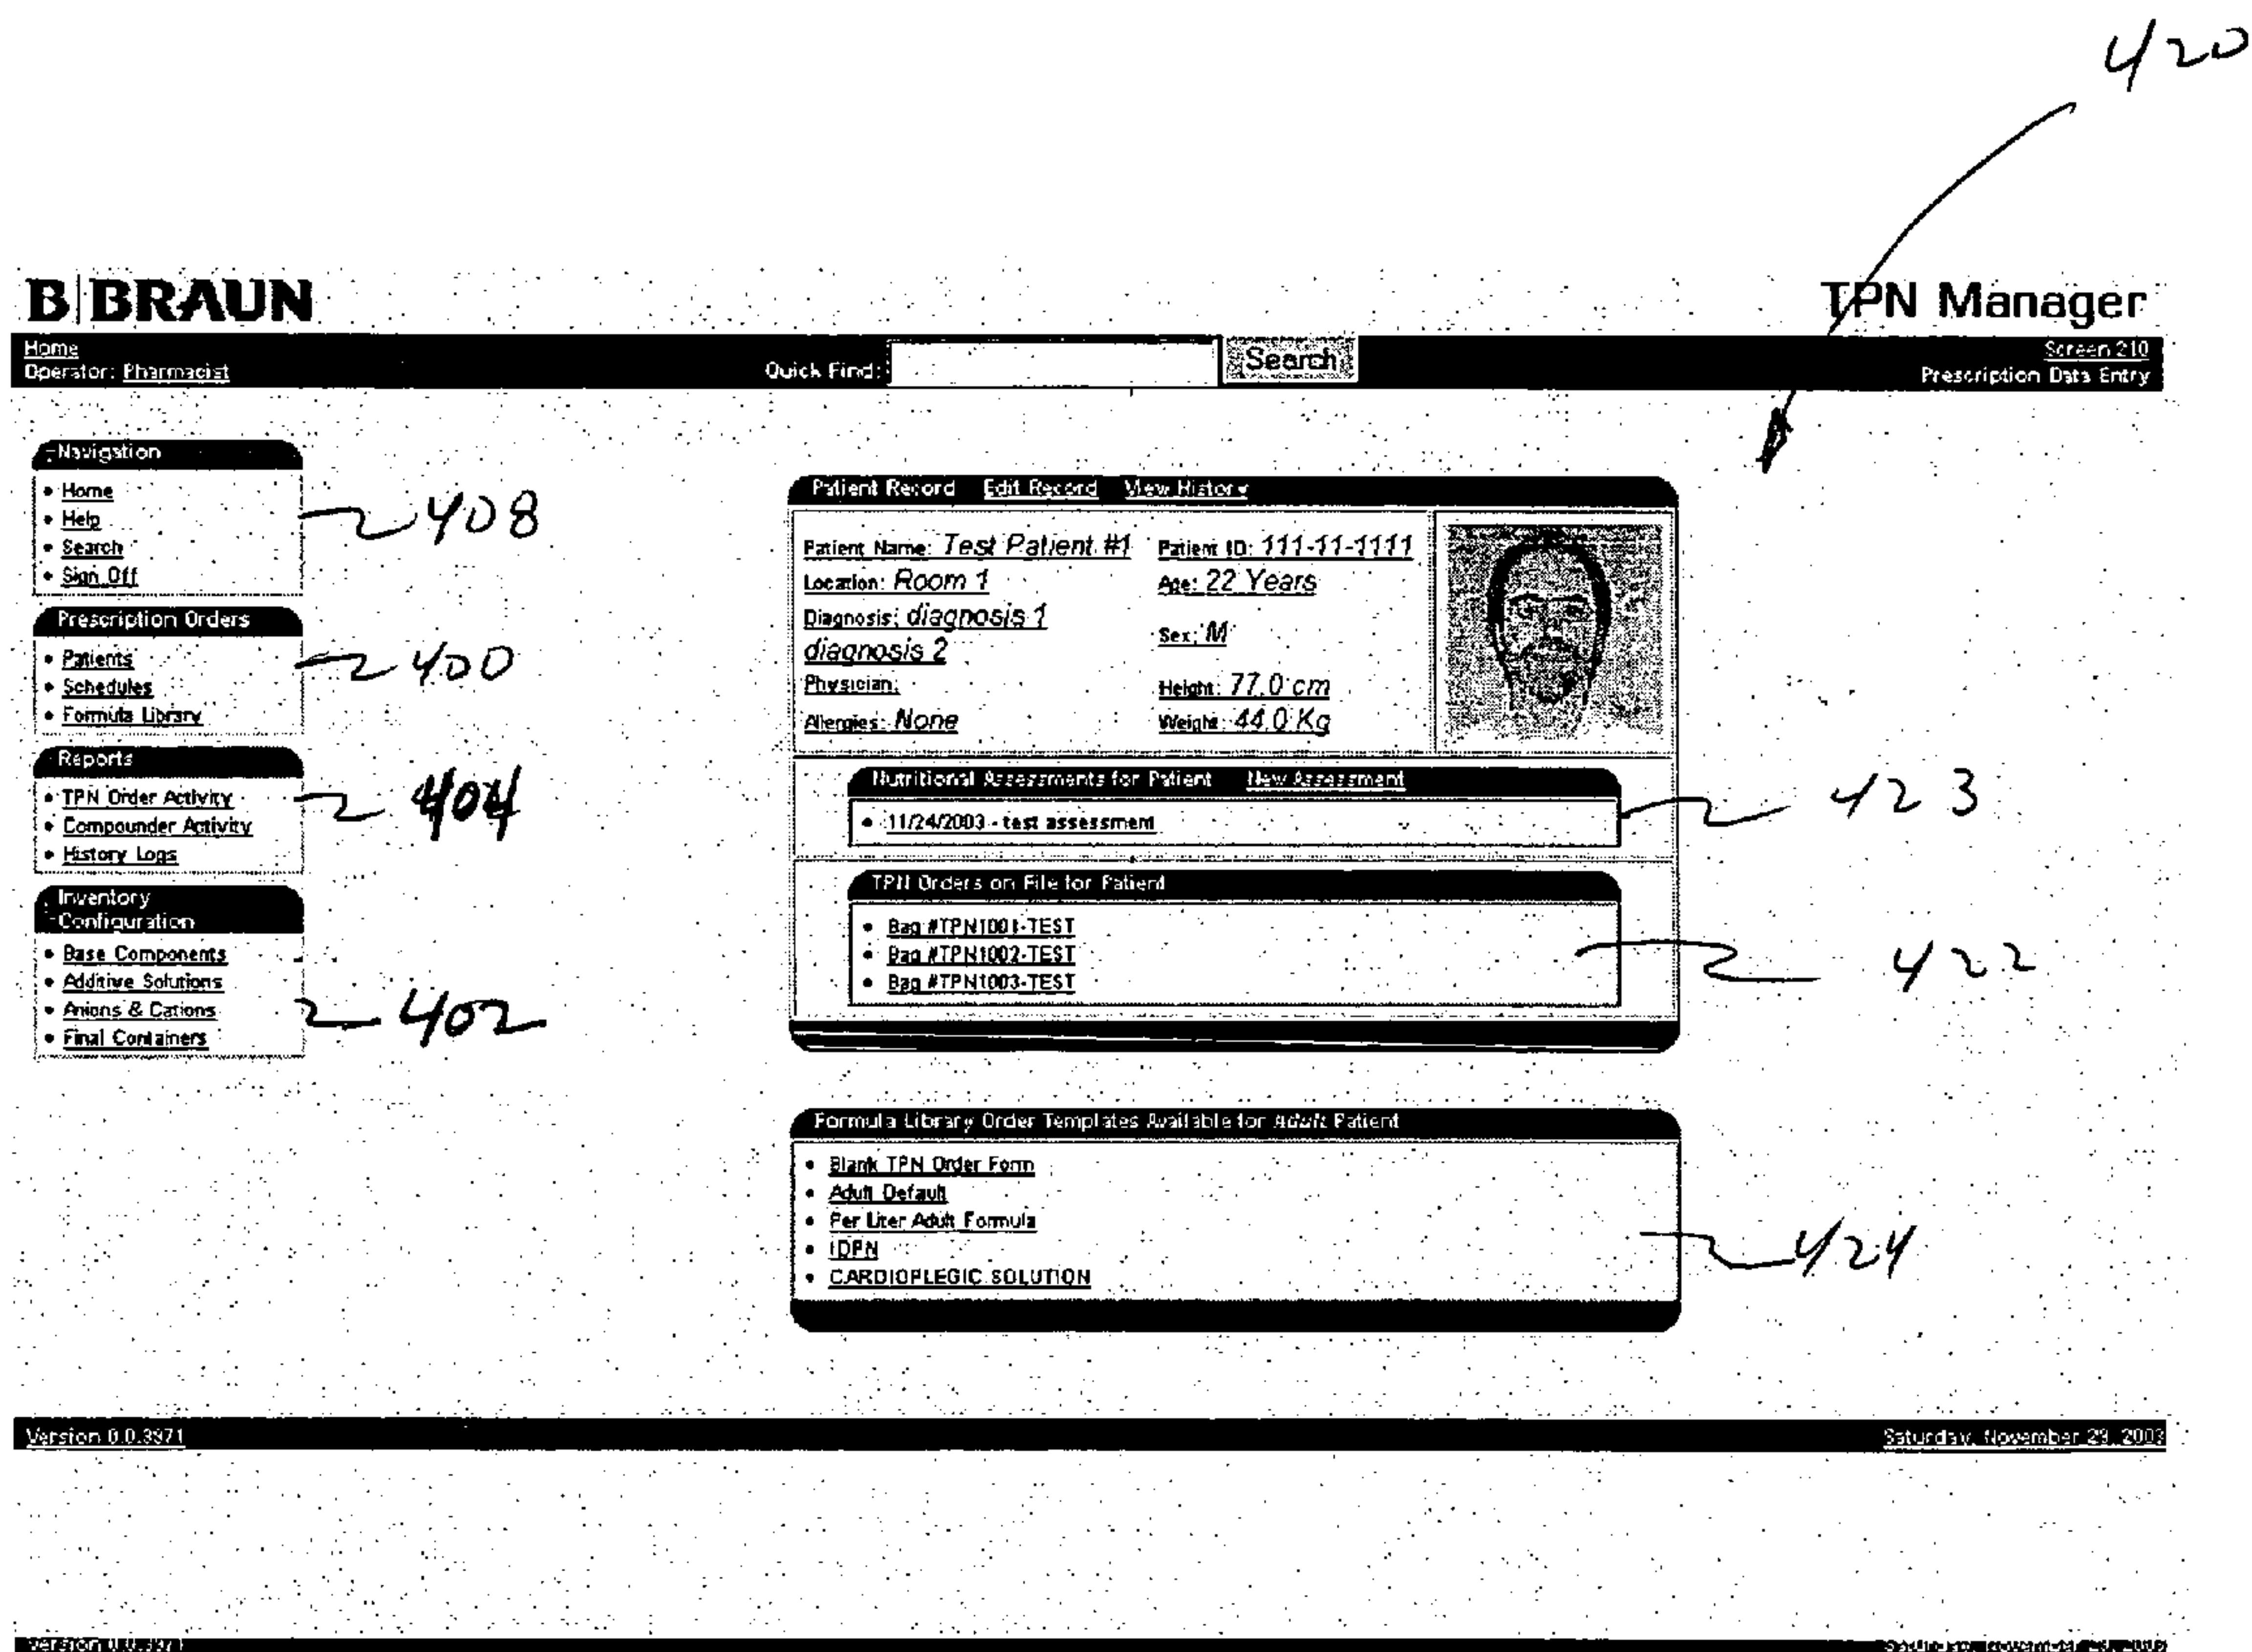 420
B|BRAUN
TPN Manager
Home
Operator: Pharmacist
Quick Find:
Search
Screen 210
Prescription Data Entry
Navigation
• Home
• Help
• Search
• Sign Off
408
Prescription Orders
• Patients
• Schedules
• Formula Library
400
Reports
• TPN Order Activity
• Compounder Activity
• History Logs
404
Inventory
Configuration
• Base Components
• Additive Solutions
• Anions & Cations
• Final Containers
402
Patient Record Edit Record View History
Patient Name: Test Patient #1 Patient ID: 111-11-1111
Location: Room 1 Age: 22 Years
Diagnosis: diagnosis 1
diagnosis 2
Sex: M
Physician: Height: 77.0 cm
Allergies: None Weight: 44.0 Kg
Nutritional Assessments for Patient New Assessment
• 11/24/2003 - test assessment
423
TPN Orders on File for Patient
• Bag #TPN1001-TEST
• Bag #TPN1002-TEST
• Bag #TPN1003-TEST
422
Formula Library Order Templates Available for Adult Patient
• Blank TPN Order Form
• Adult Default
• Per Liter Adult Formula
• IDPN
• CARDIOPLEGIC SOLUTION
424
Version 0.0.3971
Saturday, November 29, 2003
Version 0.0.3971